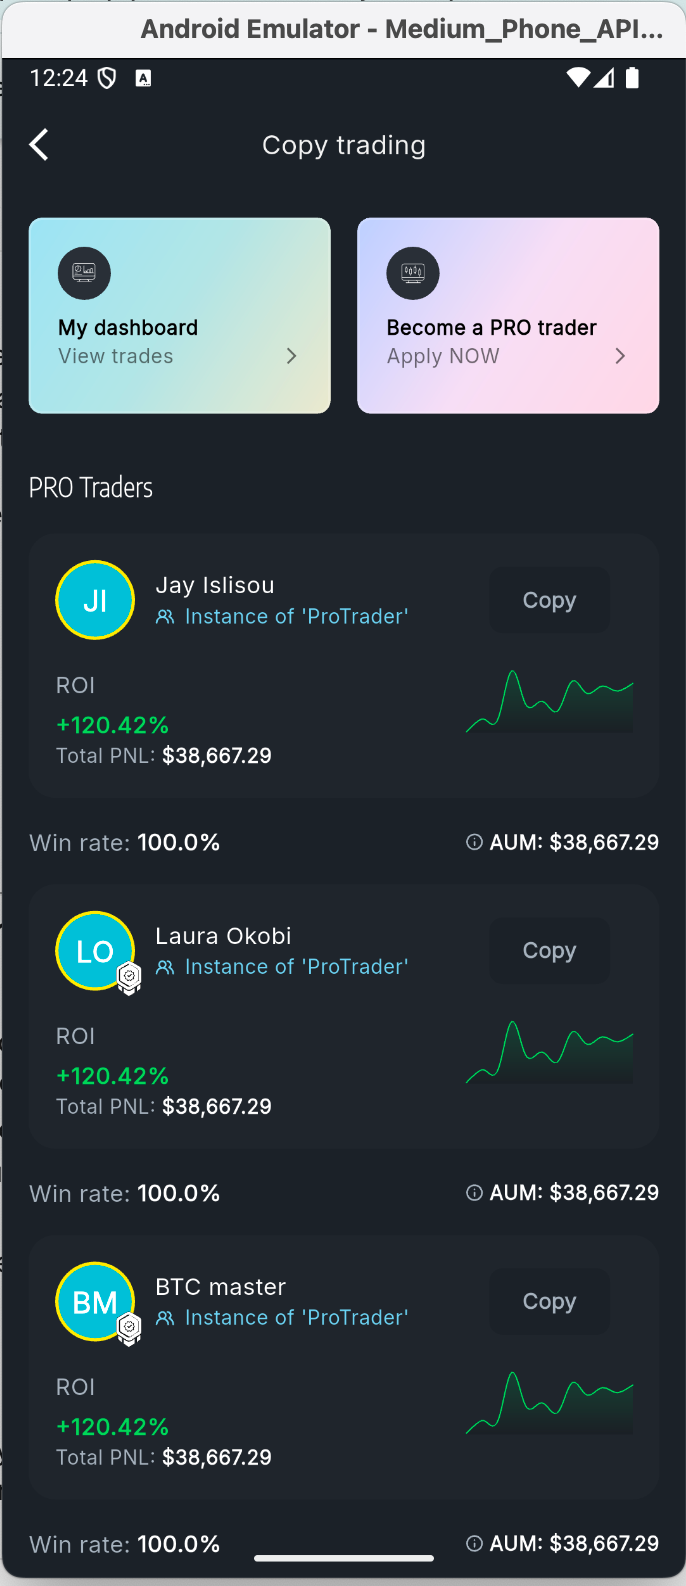 Android Emulator - Medium_Phone_API...
12:24
A
Copy trading
My dashboard
View trades
Become a PRO trader
Apply NOW
PRO Traders
JI
Jay Islisou
Instance of 'ProTrader'
Copy
ROI
+120.42%
Total PNL: $38,667.29
Win rate: 100.0%
AUM: $38,667.29
LO
Laura Okobi
Instance of 'ProTrader'
Copy
ROI
+120.42%
Total PNL: $38,667.29
Win rate: 100.0%
AUM: $38,667.29
BM
BTC master
Instance of 'ProTrader'
Copy
ROI
+120.42%
Total PNL: $38,667.29
Win rate: 100.0%
AUM: $38,667.29